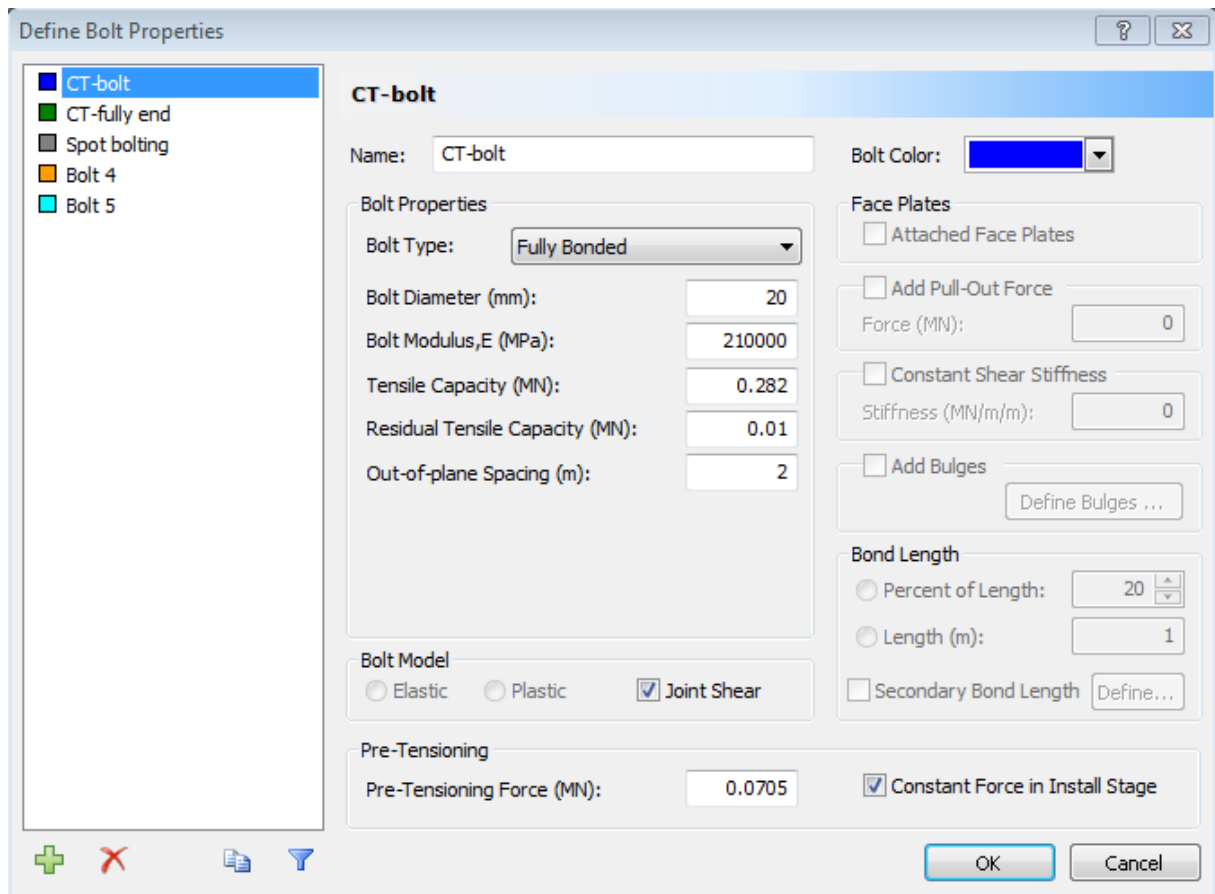 Define Bolt Properties
CT-bolt
CT-fully end
Spot bolting
Bolt 4
Bolt 5
CT-bolt
Name: CT-bolt
Bolt Color:
Bolt Properties
Bolt Type: Fully Bonded
Bolt Diameter (mm): 20
Bolt Modulus,E (MPa): 210000
Tensile Capacity (MN): 0.282
Residual Tensile Capacity (MN): 0.01
Out-of-plane Spacing (m): 2
Face Plates
Attached Face Plates
Add Pull-Out Force
Force (MN): 0
Constant Shear Stiffness
Stiffness (MN/m/m): 0
Add Bulges
Define Bulges ...
Bond Length
Percent of Length: 20
Length (m): 1
Secondary Bond Length Define...
Bolt Model
Elastic Plastic Joint Shear
Pre-Tensioning
Pre-Tensioning Force (MN): 0.0705
Constant Force in Install Stage
OK Cancel